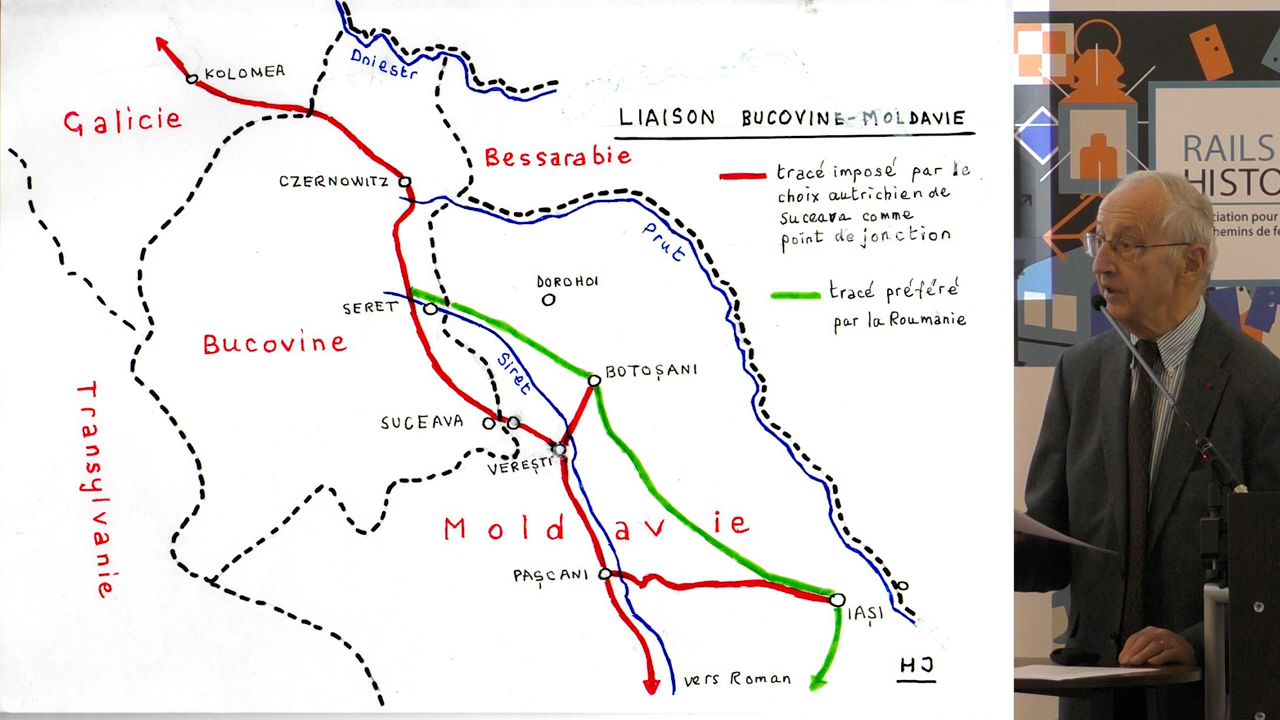 KOLOMEA
Dniestr
Galicie
LIAISON BUCOVINE-MOLDAVIE
Bessarabie
tracé imposé par le
choix autrichien de
Suceava comme
point de jonction
CZERNOWITZ
Prut
DOROHOI
SERET
tracé préféré
par la Roumanie
Bucovine
Siret
BOTOȘANI
Transylvanie
SUCEAVA
VEREȘTI
Moldavie
PAȘCANI
IAȘI
vers Roman
HJ
RAILS
HISTO
ciation pour
chemins de fe